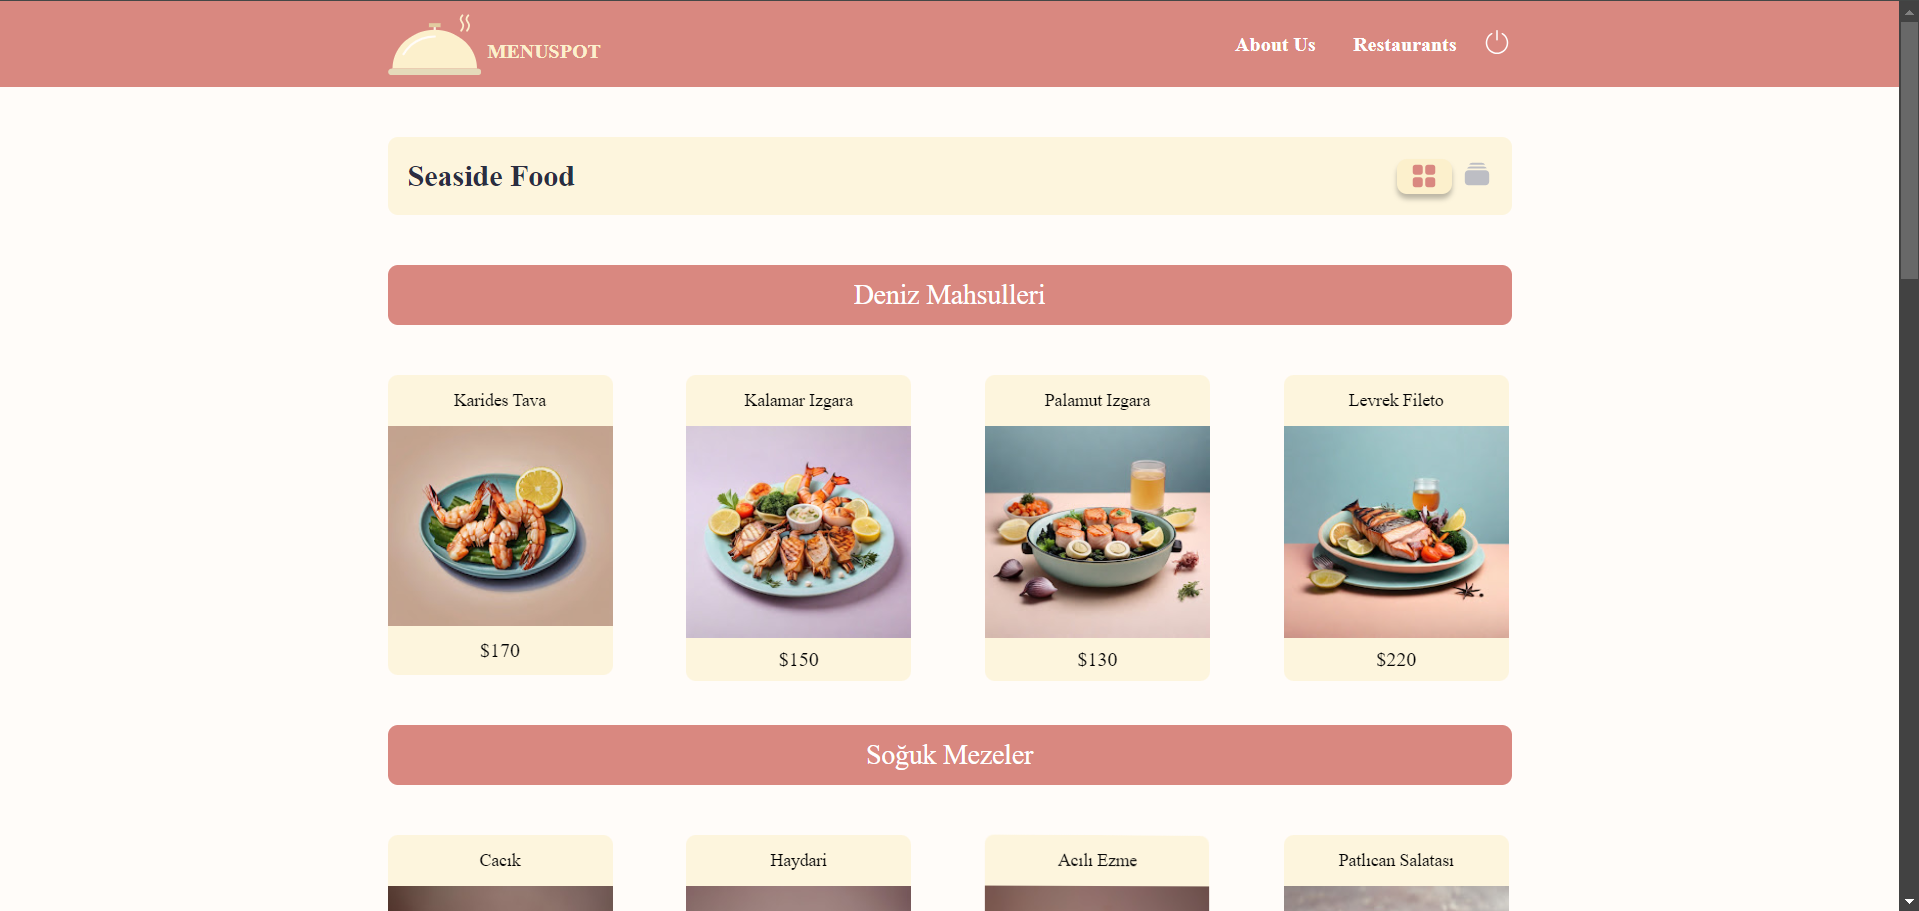 MENUSPOT
About Us
Restaurants
Seaside Food
Deniz Mahsulleri
Karides Tava
Kalamar Izgara
Palamut Izgara
Levrek Fileto
$170
$150
$130
$220
Soğuk Mezeler
Cacık
Haydari
Acılı Ezme
Patlıcan Salatası